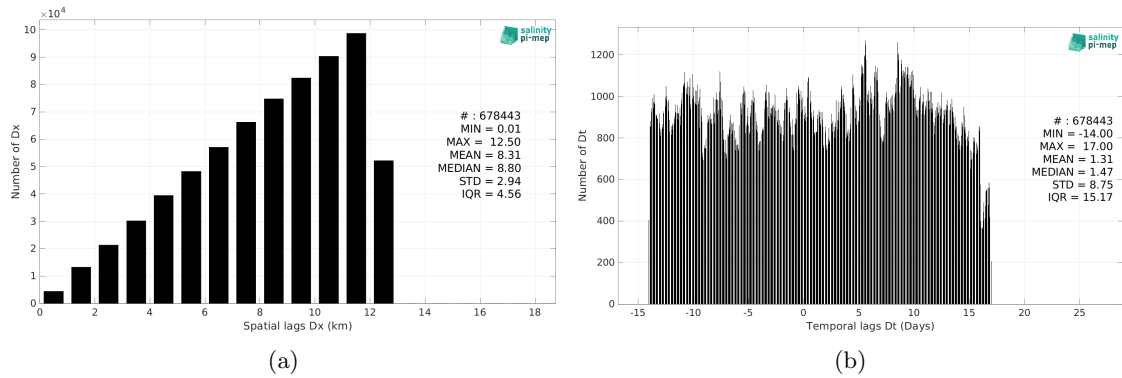 ×10⁴
salinity
pi-mep
10
9
8
7
6
5
4
3
2
1
0
Number of Dx
# : 678443
MIN = 0.01
MAX = 12.50
MEAN = 8.31
MEDIAN = 8.80
STD = 2.94
IQR = 4.56
0 2 4 6 8 10 12 14 16 18
Spatial lags Dx (km)
(a)
salinity
pi-mep
1200
1000
800
600
400
200
0
Number of Dt
# : 678443
MIN = -14.00
MAX = 17.00
MEAN = 1.31
MEDIAN = 1.47
STD = 8.75
IQR = 15.17
-15 -10 -5 0 5 10 15 20 25
Temporal lags Dt (Days)
(b)